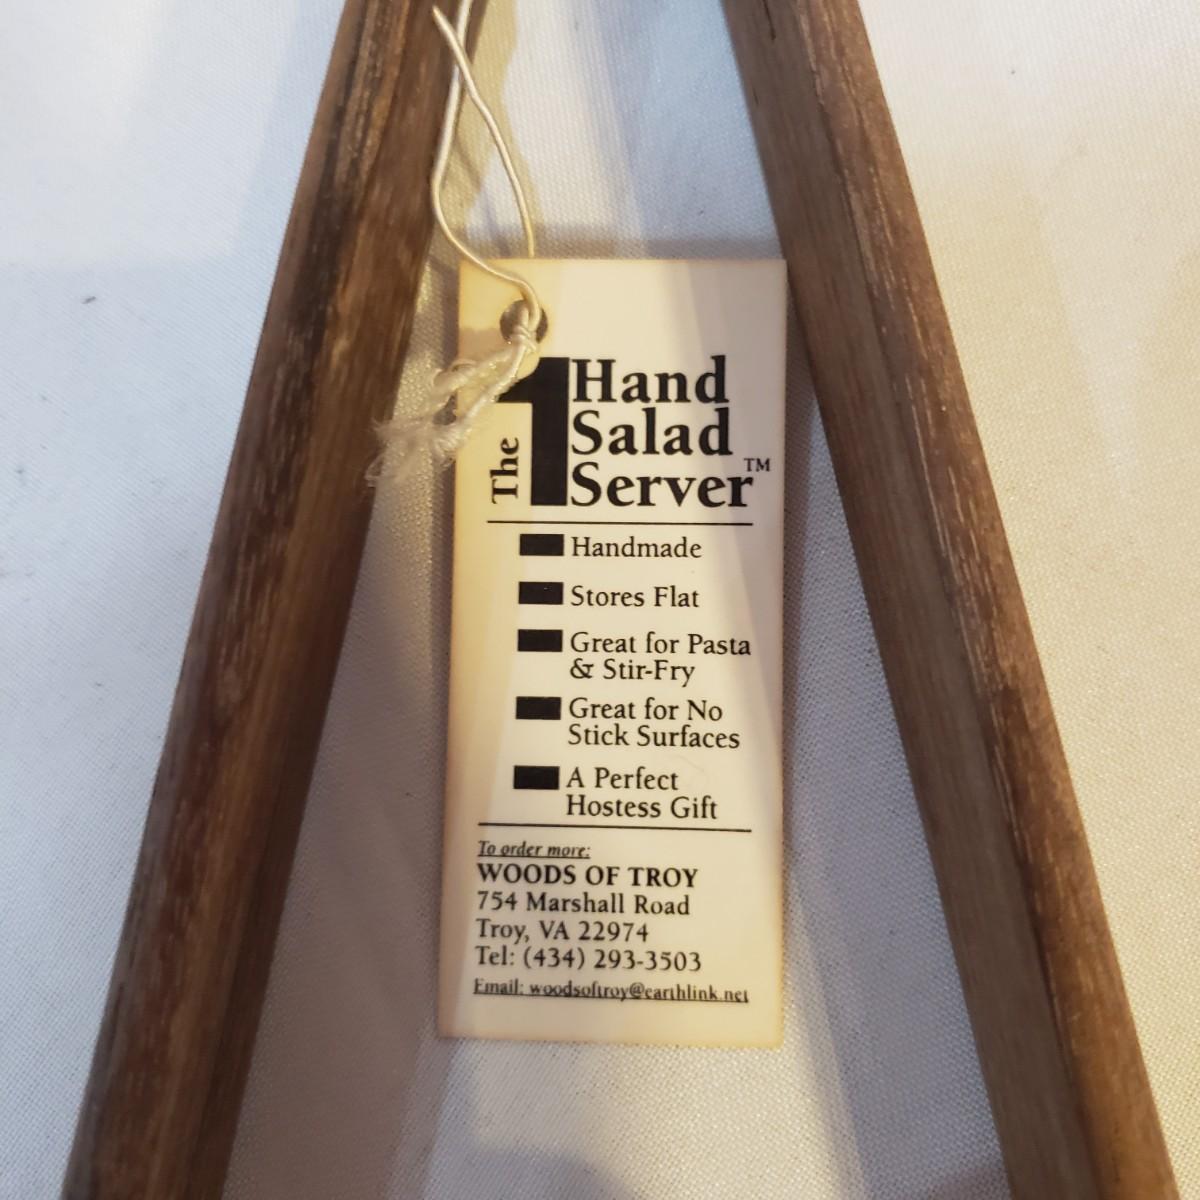 The 1 Hand
Salad
Server™
Handmade
Stores Flat
Great for Pasta
& Stir-Fry
Great for No
Stick Surfaces
A Perfect
Hostess Gift
To order more:
WOODS OF TROY
754 Marshall Road
Troy, VA 22974
Tel: (434) 293-3503
Email: woodsoftroy@earthlink.net